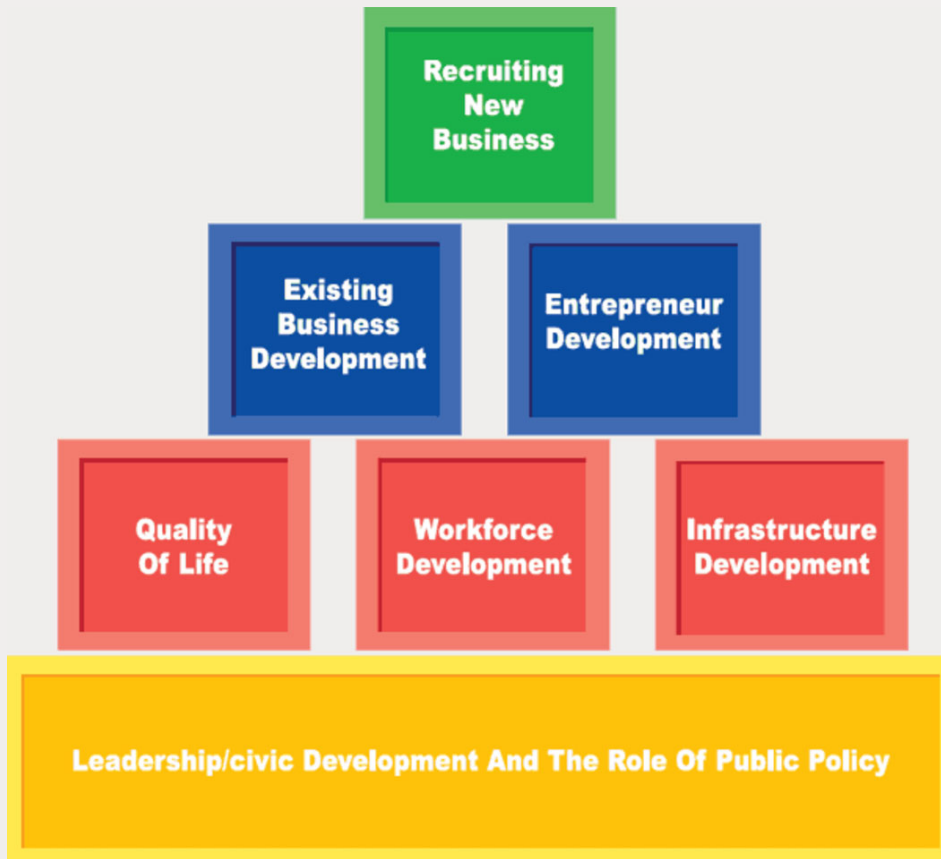 Recruiting
New
Business
Existing
Business
Development
Entrepreneur
Development
Quality
Of Life
Workforce
Development
Infrastructure
Development
Leadership/civic Development And The Role Of Public Policy